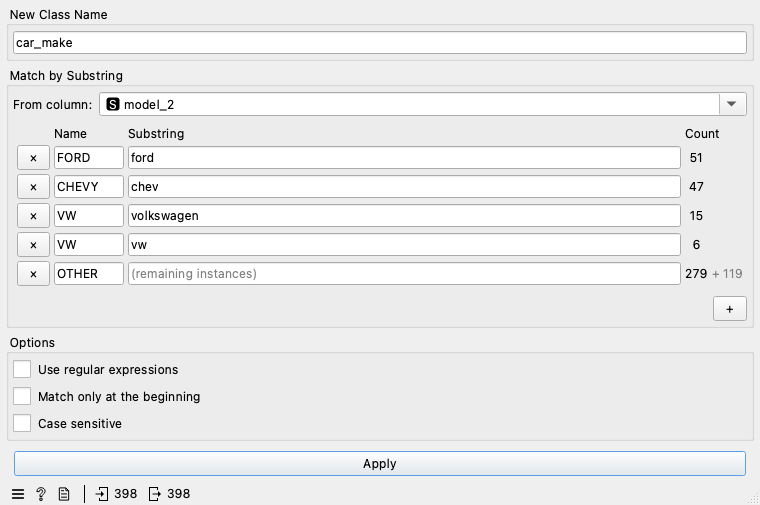 New Class Name
car_make
Match by Substring
From column: S model_2
Name Substring Count
× FORD ford 51
× CHEVY chev 47
× VW volkswagen 15
× VW vw 6
× OTHER (remaining instances) 279 + 119
+
Options
Use regular expressions
Match only at the beginning
Case sensitive
Apply
? 398 398